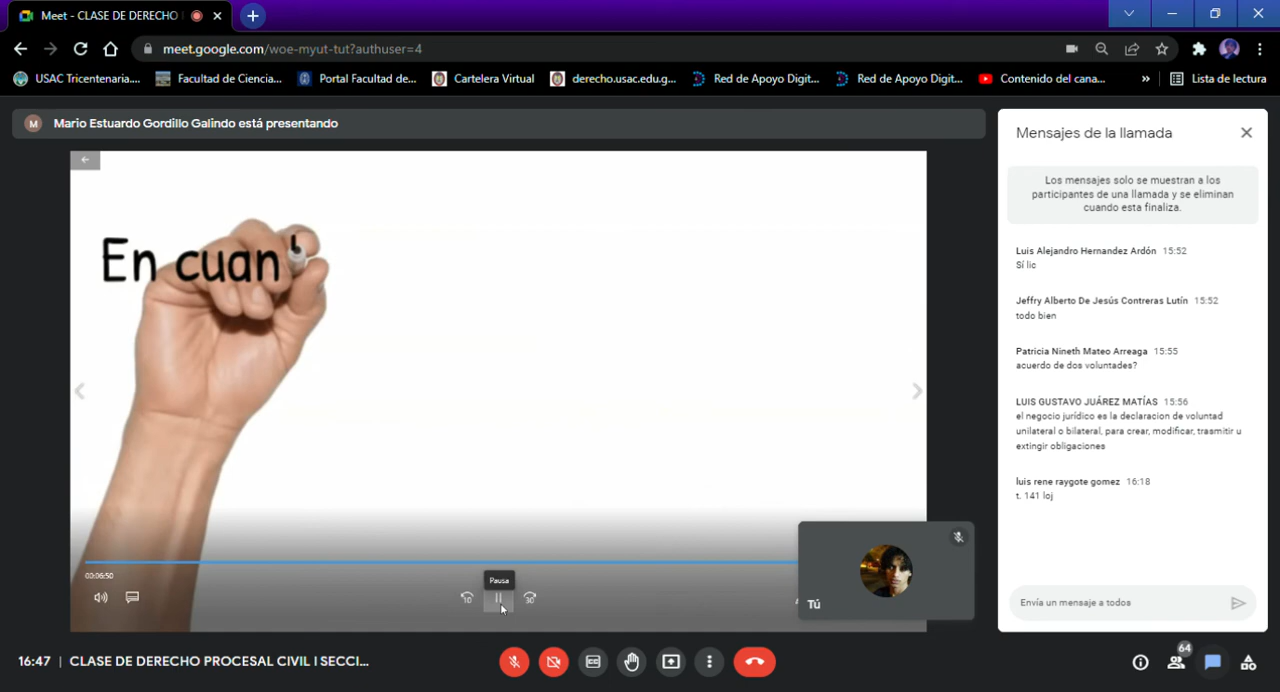 Meet - CLASE DE DERECHO
meet.google.com/woe-myut-tut?authuser=4
USAC Tricentenaria....
Facultad de Ciencia...
Portal Facultad de...
Cartelera Virtual
derecho.usac.edu.g...
Red de Apoyo Digit...
Red de Apoyo Digit...
Contenido del cana...
»
Lista de lectura
M
Mario Estuardo Gordillo Galindo está presentando
En cuan
00:06:50
Pausa
10
30
Tú
Mensajes de la llamada
Los mensajes solo se muestran a los
participantes de una llamada y se eliminan
cuando esta finaliza.
Luis Alejandro Hernandez Ardón 15:52
Sí lic
Jeffry Alberto De Jesús Contreras Lutín 15:52
todo bien
Patricia Nineth Mateo Arreaga 15:55
acuerdo de dos voluntades?
LUIS GUSTAVO JUÁREZ MATÍAS 15:56
el negocio jurídico es la declaracion de voluntad
unilateral o bilateral, para crear, modificar, trasmitir u
extingir obligaciones
luis rene raygote gomez 16:18
t. 141 loj
Envía un mensaje a todos
16:47 | CLASE DE DERECHO PROCESAL CIVIL I SECCI...
64